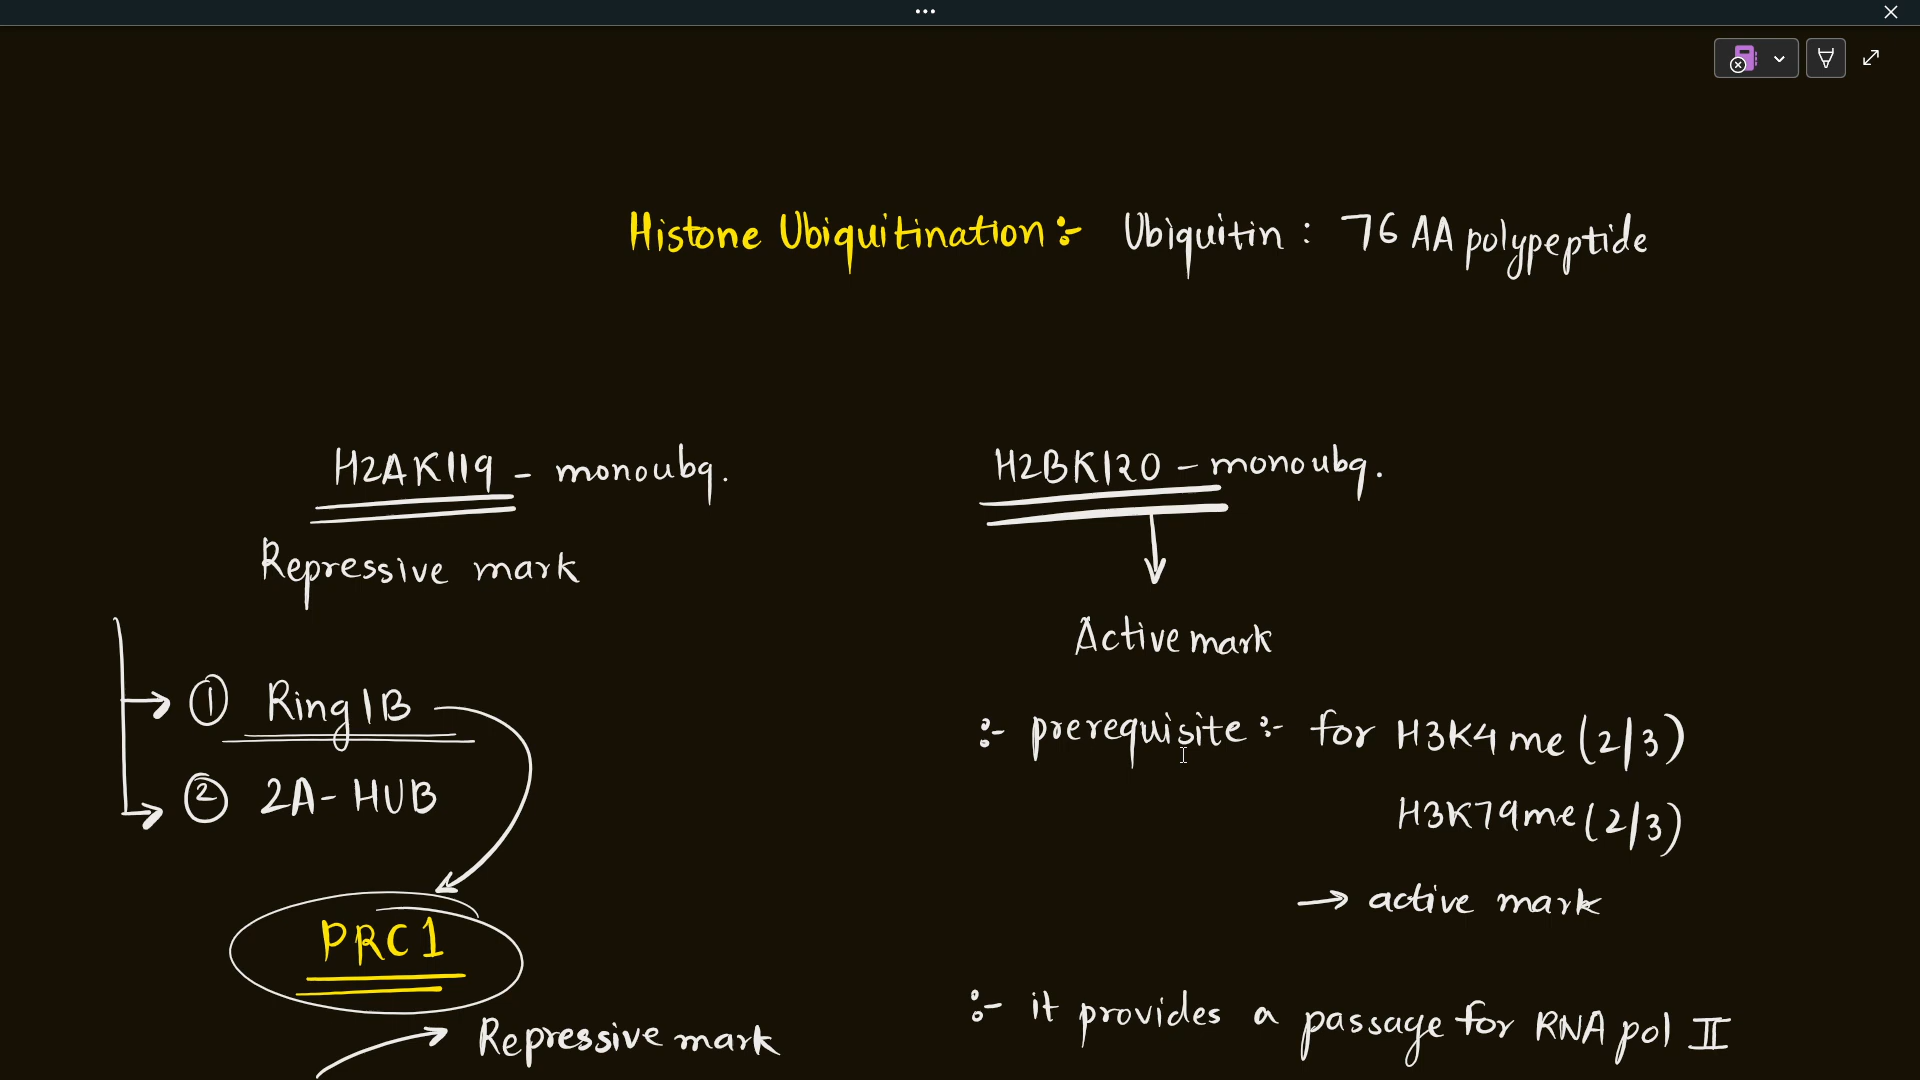 Histone Ubiquitination :- Ubiquitin : 76 AA polypeptide
H2AK119 - monoubq.
Repressive mark
① Ring1B
② 2A-HUB
PRC1
Repressive mark
H2BK120 - monoubq.
Active mark
:- prerequisite :- for H3K4me (2/3)
H3K79me (2/3)
→ active mark
:- it provides a passage for RNA pol II